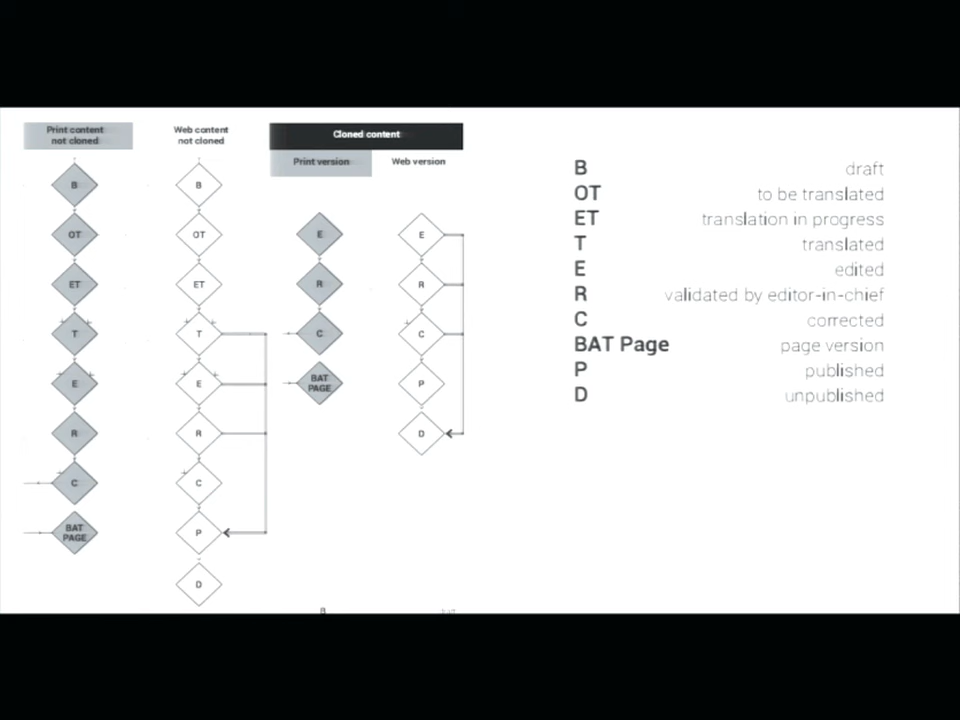 Print content
not cloned
Web content
not cloned
Cloned content
Print version
Web version
B
OT
ET
T
E
R
C
BAT
PAGE
B
OT
ET
T
E
R
C
P
D
E
R
C
BAT
PAGE
E
R
C
P
D
B draft
OT to be translated
ET translation in progress
T translated
E edited
R validated by editor-in-chief
C corrected
BAT Page page version
P published
D unpublished